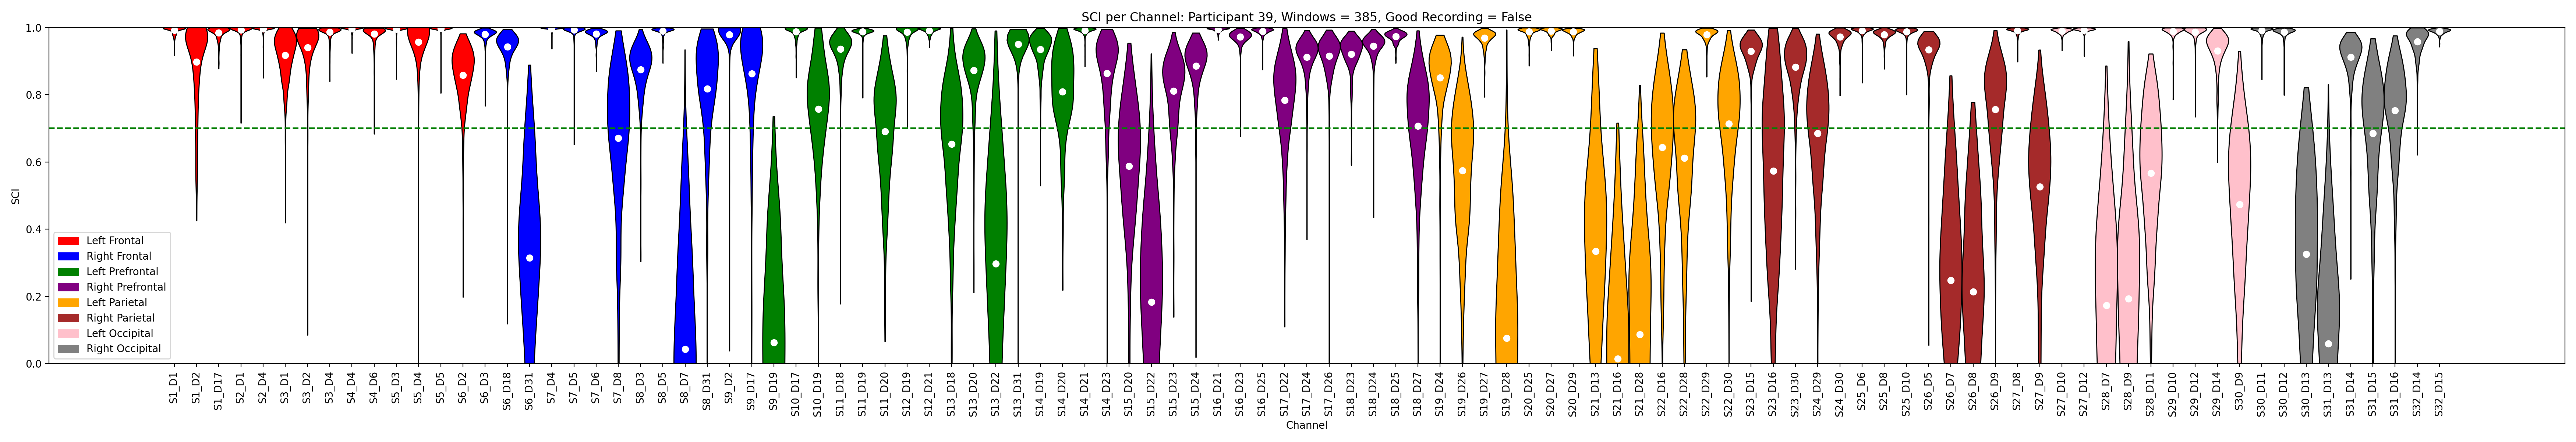 SCI per Channel: Participant 39, Windows = 385, Good Recording = False
SCI
1.0
0.8
0.6
0.4
0.2
0.0
Left Frontal
Right Frontal
Left Prefrontal
Right Prefrontal
Left Parietal
Right Parietal
Left Occipital
Right Occipital
S1_D1
S1_D2
S1_D17
S2_D1
S2_D4
S3_D1
S3_D2
S3_D4
S4_D4
S4_D6
S5_D3
S5_D4
S5_D5
S6_D2
S6_D3
S6_D18
S6_D31
S7_D4
S7_D5
S7_D6
S7_D8
S8_D3
S8_D5
S8_D7
S8_D31
S9_D2
S9_D17
S9_D19
S10_D17
S10_D19
S11_D18
S11_D19
S11_D20
S12_D19
S12_D21
S13_D18
S13_D20
S13_D22
S13_D31
S14_D19
S14_D20
S14_D21
S14_D23
S15_D20
S15_D22
S15_D23
S15_D24
S16_D21
S16_D23
S16_D25
S17_D22
S17_D24
S17_D26
S18_D23
S18_D24
S18_D25
S18_D27
S19_D24
S19_D26
S19_D27
S19_D28
S20_D25
S20_D27
S20_D29
S21_D13
S21_D16
S21_D28
S22_D16
S22_D28
S22_D29
S22_D30
S23_D15
S23_D16
S23_D30
S24_D29
S24_D30
S25_D6
S25_D8
S25_D10
S26_D5
S26_D7
S26_D8
S26_D9
S27_D8
S27_D9
S27_D10
S27_D12
S28_D7
S28_D9
S28_D11
S29_D10
S29_D12
S29_D14
S30_D9
S30_D11
S30_D12
S30_D13
S31_D13
S31_D14
S31_D15
S31_D16
S32_D14
S32_D15
Channel